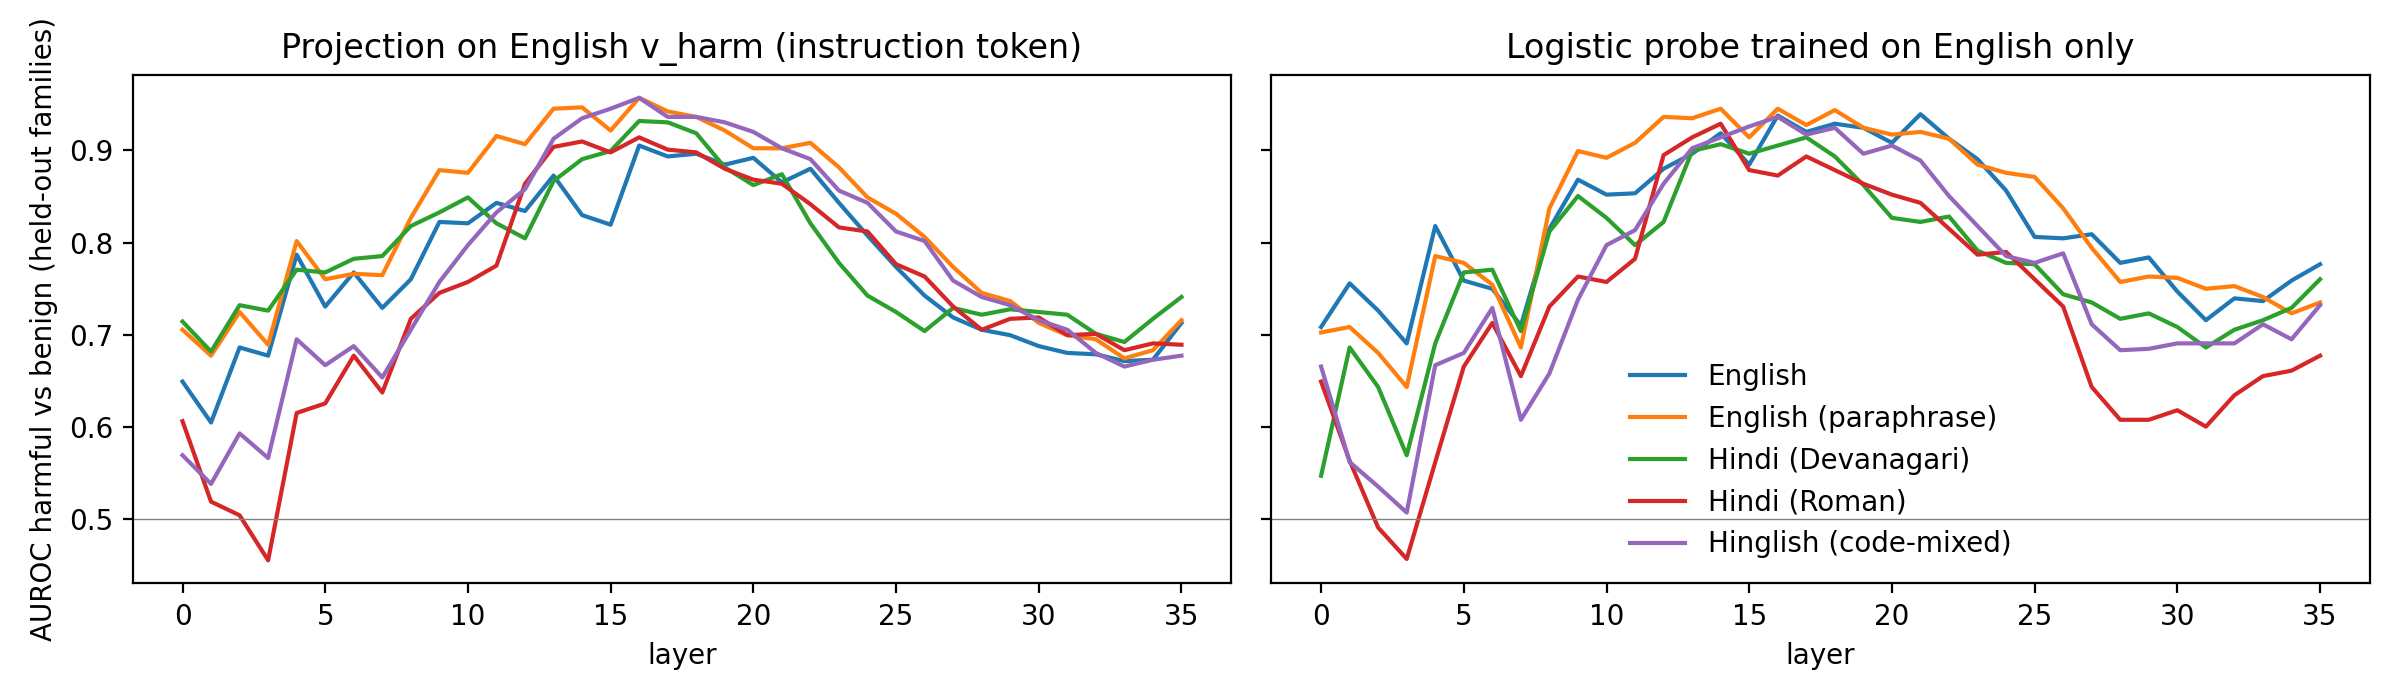 Projection on English v_harm (instruction token)
AUROC harmful vs benign (held-out families)
0.9
0.8
0.7
0.6
0.5
0 5 10 15 20 25 30 35
layer
Logistic probe trained on English only
English
English (paraphrase)
Hindi (Devanagari)
Hindi (Roman)
Hinglish (code-mixed)
0 5 10 15 20 25 30 35
layer